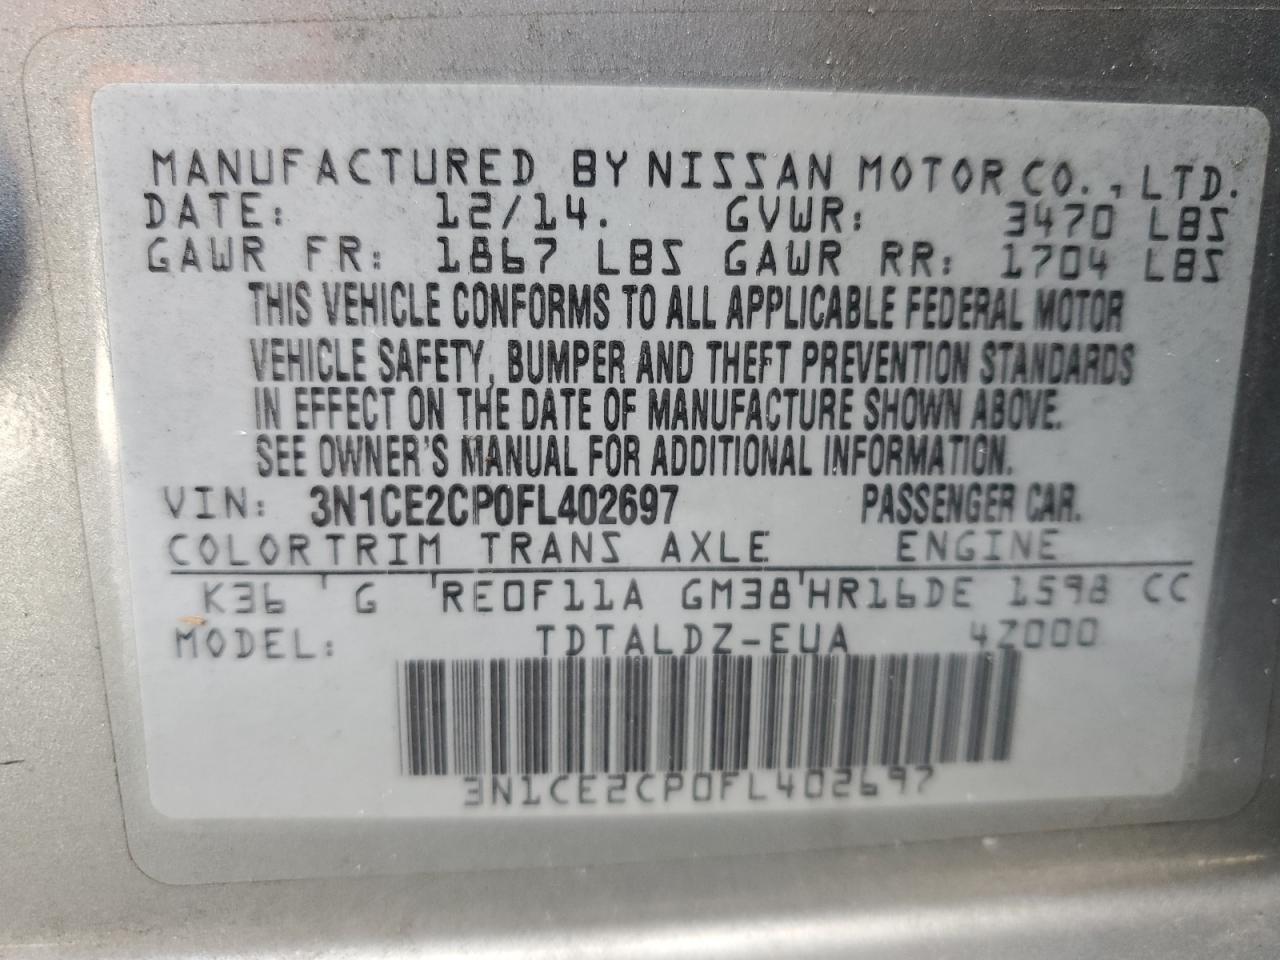 MANUFACTURED BY NISSAN MOTOR CO., LTD.
DATE: 12/14. GVWR: 3470 LBS
GAWR FR: 1867 LBS GAWR RR: 1704 LBS
THIS VEHICLE CONFORMS TO ALL APPLICABLE FEDERAL MOTOR
VEHICLE SAFETY, BUMPER AND THEFT PREVENTION STANDARDS
IN EFFECT ON THE DATE OF MANUFACTURE SHOWN ABOVE.
SEE OWNER'S MANUAL FOR ADDITIONAL INFORMATION.
VIN: 3N1CE2CP0FL402697 PASSENGER CAR.
COLORTRIM TRANS AXLE ENGINE
K36 ' G 'RE0F11A GM38'HR16DE 1598 CC
MODEL: TDTALDZ-EUA 4Z000
3N1CE2CP0FL402697